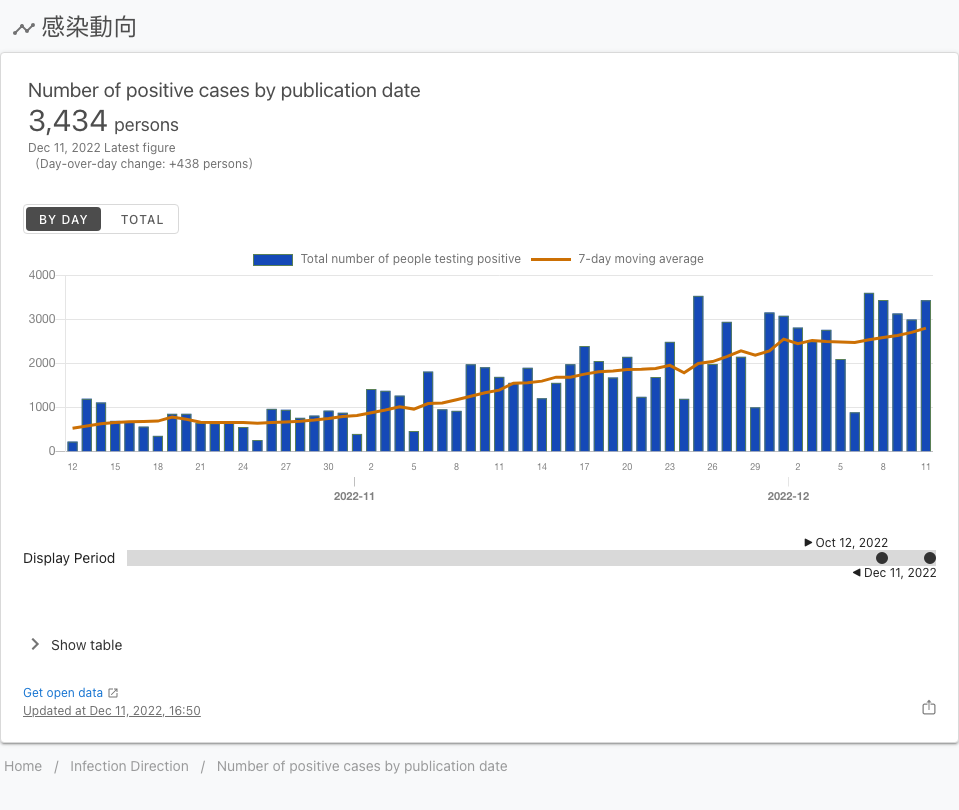 感染動向
Number of positive cases by publication date
3,434 persons
Dec 11, 2022 Latest figure
(Day-over-day change: +438 persons)
BY DAY TOTAL
Total number of people testing positive 7-day moving average
4000
3000
2000
1000
0
12 15 18 21 24 27 30 2 5 8 11 14 17 20 23 26 29 2 5 8 11
2022-11 2022-12
Oct 12, 2022
Display Period
Dec 11, 2022
Show table
Get open data
Updated at Dec 11, 2022, 16:50
Home / Infection Direction / Number of positive cases by publication date